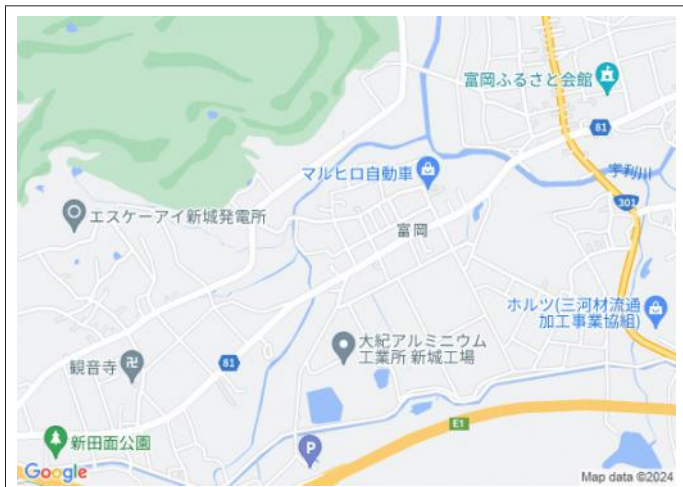 富岡ふるさと会館
81
マルヒロ自動車
宇利川
301
エスケーアイ新城発電所
富岡
ホルツ(三河材流通
加工事業協組)
大紀アルミニウム
工業所 新城工場
観音寺
卍
81
E1
新田面公園
P
Google
Map data ©2024